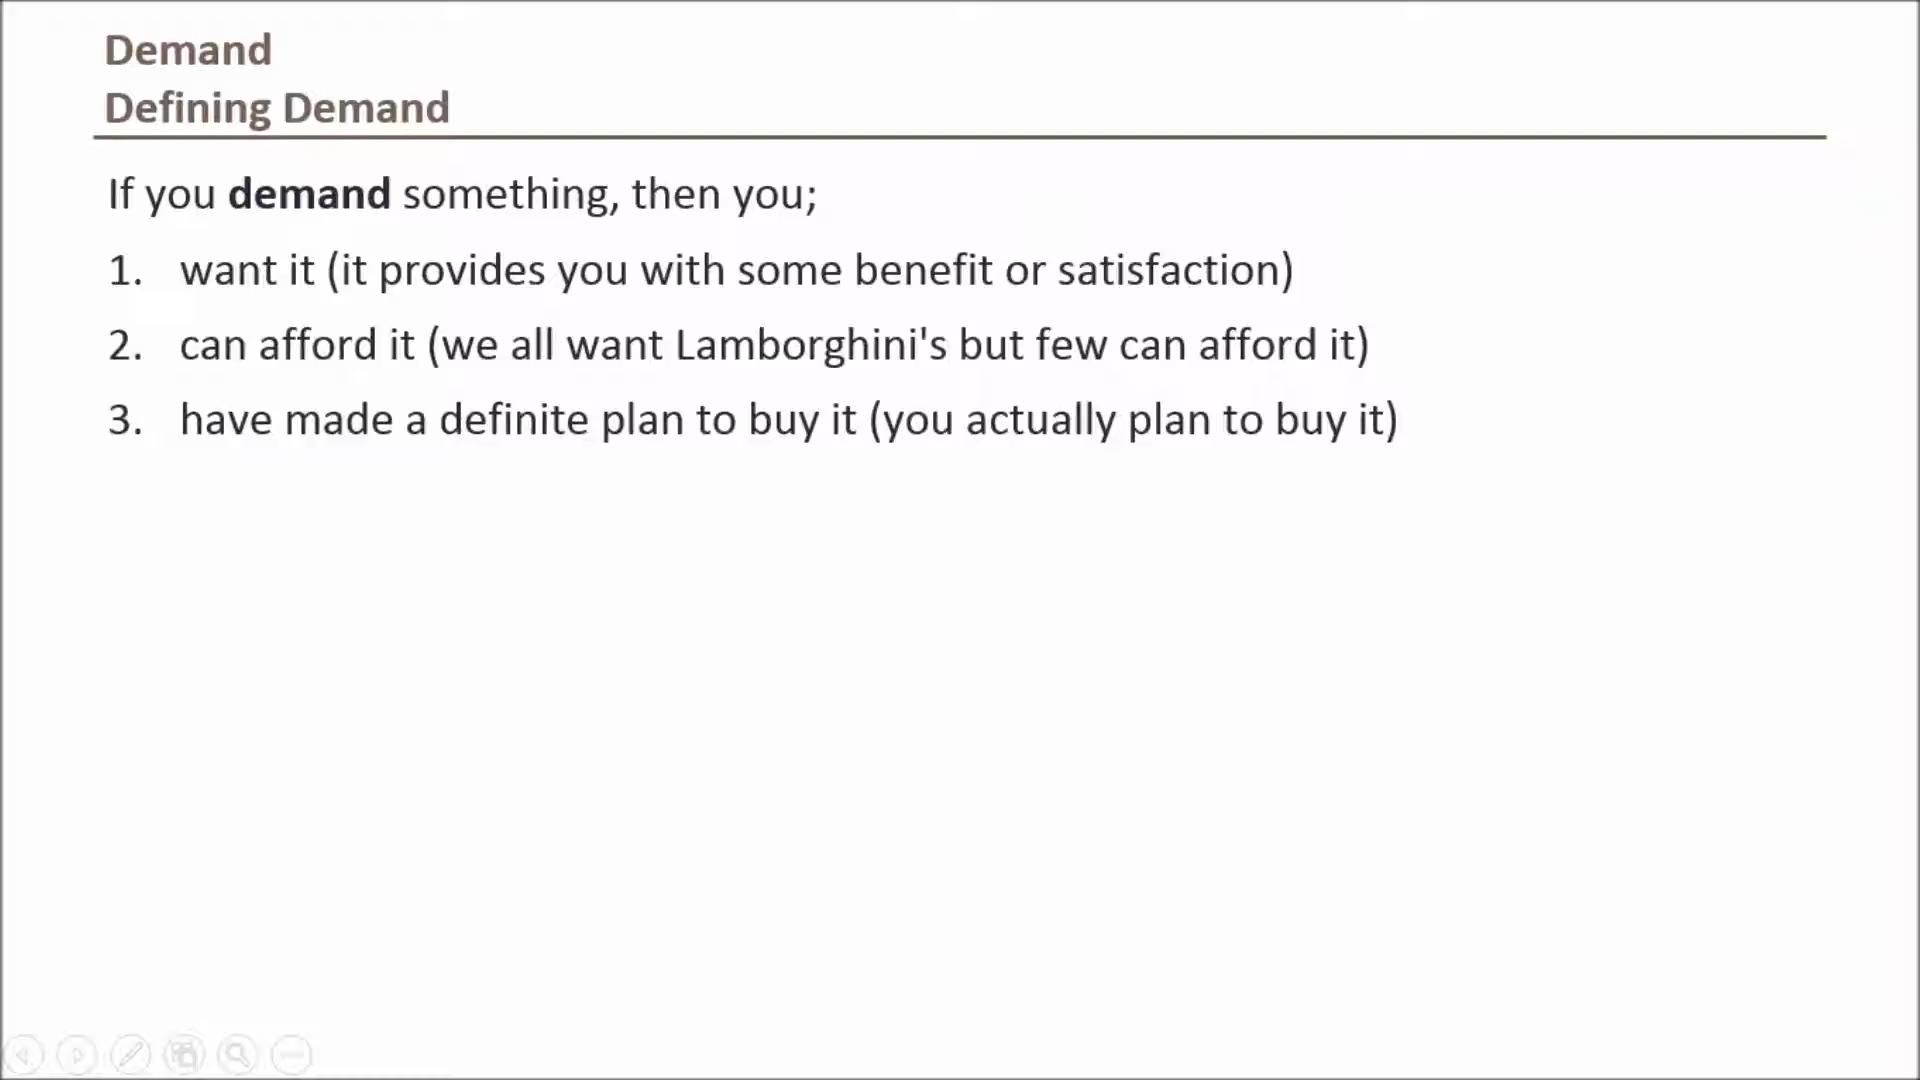 Demand
Defining Demand
If you demand something, then you;
1. want it (it provides you with some benefit or satisfaction)
2. can afford it (we all want Lamborghini's but few can afford it)
3. have made a definite plan to buy it (you actually plan to buy it)